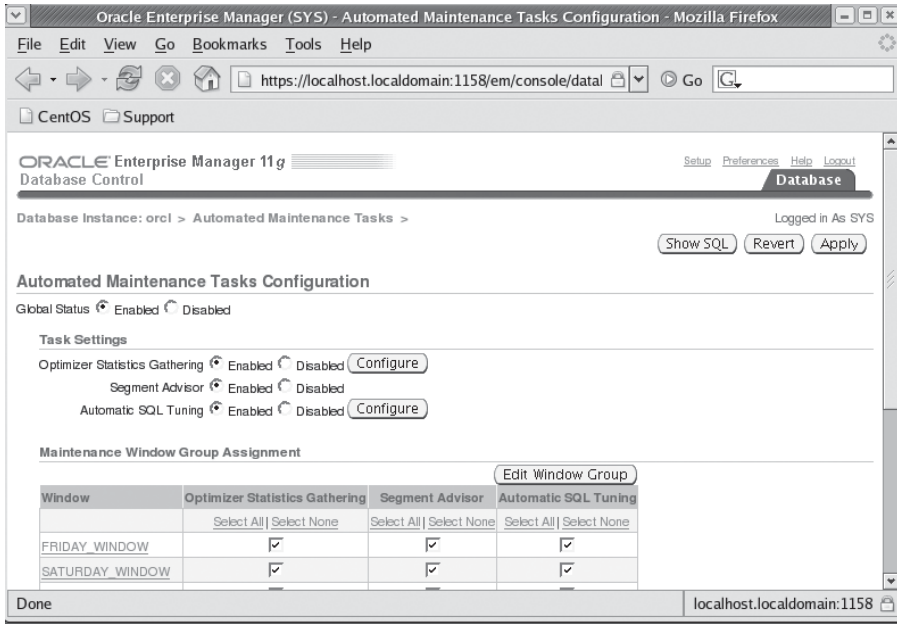 Oracle Enterprise Manager (SYS) - Automated Maintenance Tasks Configuration - Mozilla Firefox
File Edit View Go Bookmarks Tools Help
https://localhost.localdomain:1158/em/console/datal Go G
CentOS Support
ORACLE Enterprise Manager 11g
Database Control
Setup Preferences Help Logout
Database
Database Instance: orcl > Automated Maintenance Tasks >
Logged in As SYS
Show SQL Revert Apply
Automated Maintenance Tasks Configuration
Global Status Enabled Disabled
Task Settings
Optimizer Statistics Gathering Enabled Disabled Configure
Segment Advisor Enabled Disabled
Automatic SQL Tuning Enabled Disabled Configure
Maintenance Window Group Assignment
Edit Window Group
Window Optimizer Statistics Gathering Segment Advisor Automatic SQL Tuning
Select All | Select None Select All | Select None Select All | Select None
FRIDAY_WINDOW
SATURDAY_WINDOW
Done localhost.localdomain:1158